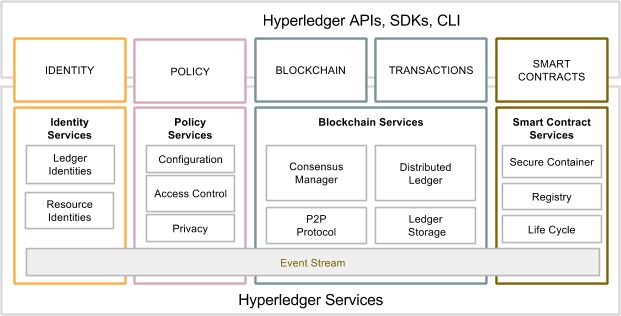 Hyperledger APIs, SDKs, CLI
IDENTITY
POLICY
BLOCKCHAIN
TRANSACTIONS
SMART
CONTRACTS
Identity
Services
Ledger
Identities
Resource
Identities
Policy
Services
Configuration
Access Control
Privacy
Blockchain Services
Consensus
Manager
Distributed
Ledger
P2P
Protocol
Ledger
Storage
Smart Contract
Services
Secure Container
Registry
Life Cycle
Event Stream
Hyperledger Services